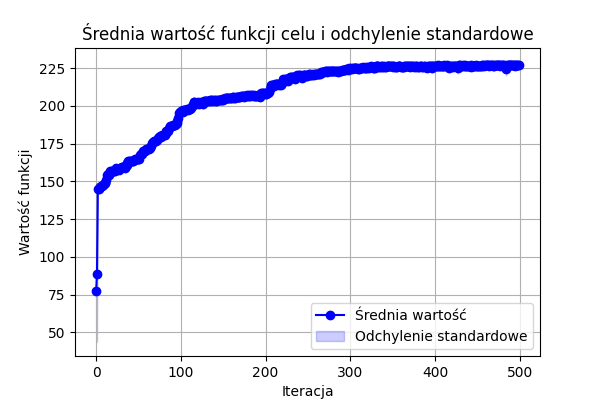 Średnia wartość funkcji celu i odchylenie standardowe
Wartość funkcji
225
200
175
150
125
100
75
50
Średnia wartość
Odchylenie standardowe
0 100 200 300 400 500
Iteracja